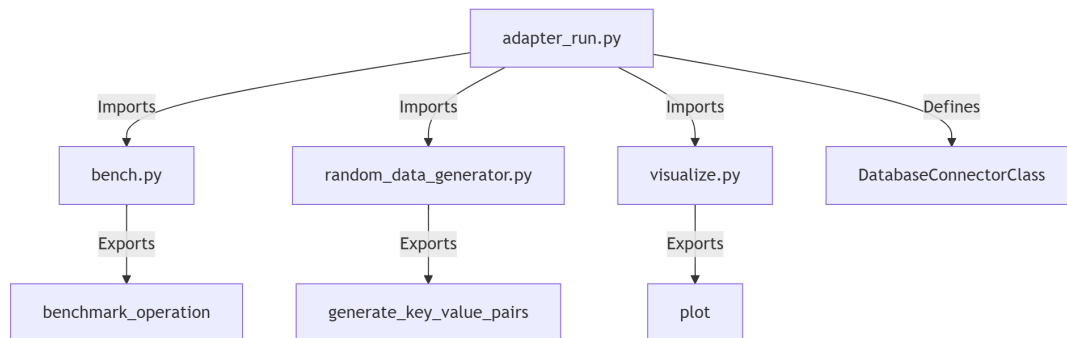 adapter_run.py
Imports
Imports
Imports
Defines
bench.py
random_data_generator.py
visualize.py
DatabaseConnectorClass
Exports
Exports
Exports
benchmark_operation
generate_key_value_pairs
plot